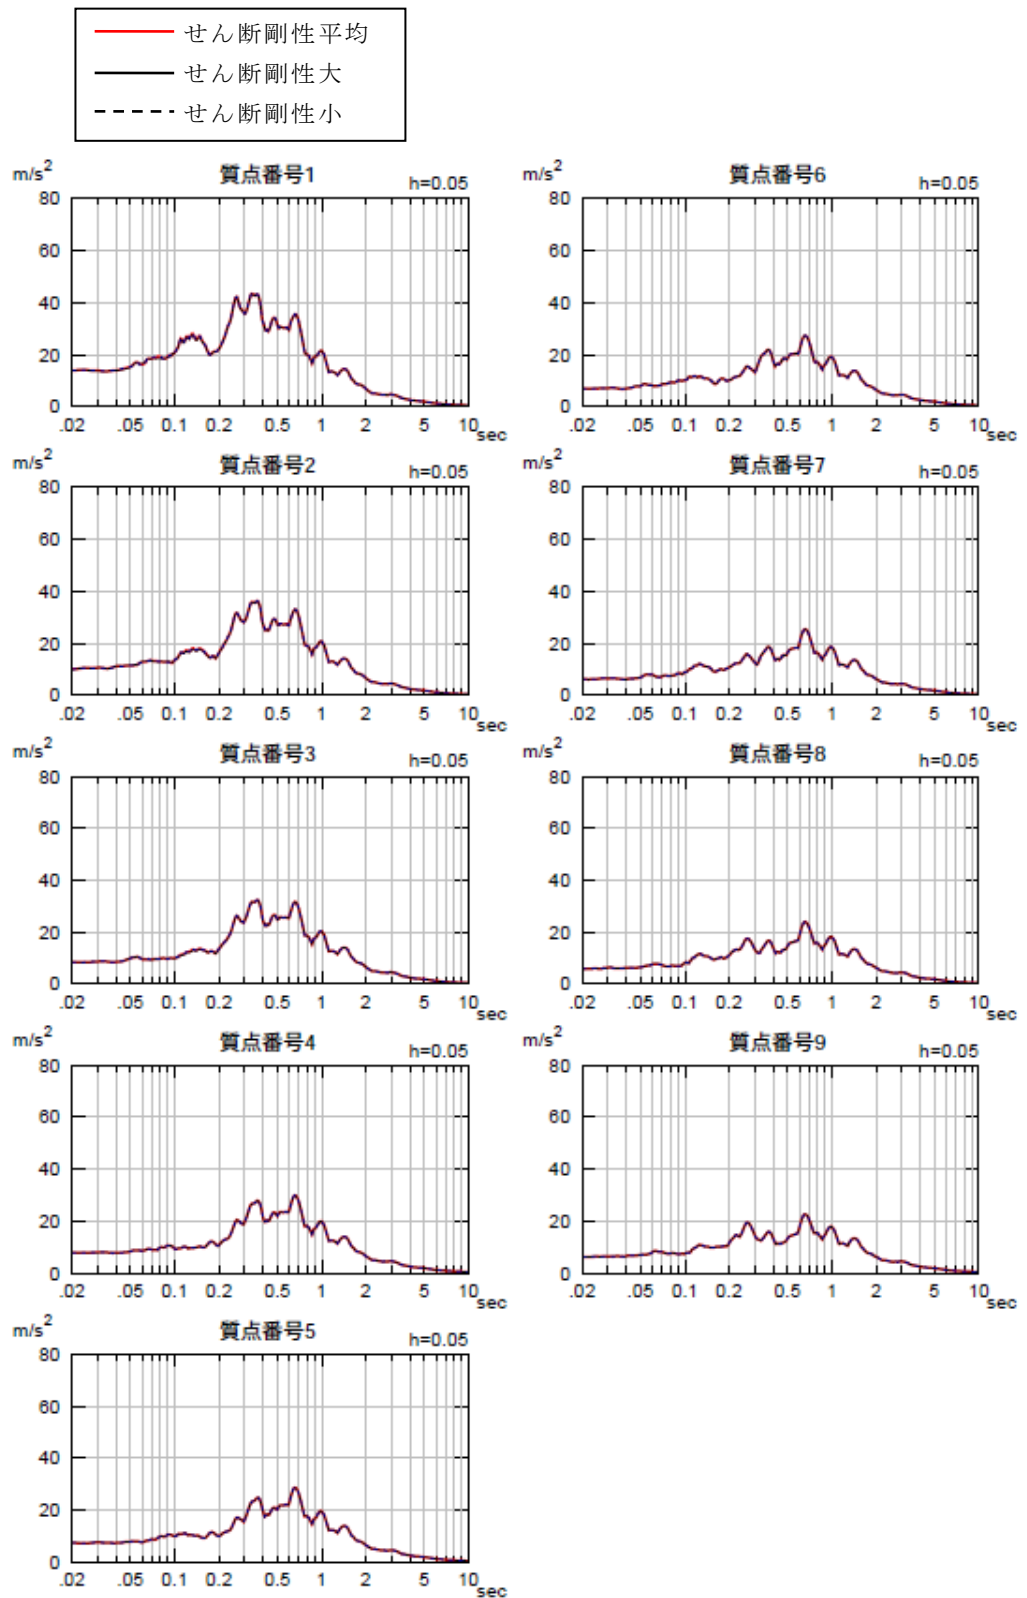 せん断剛性平均
せん断剛性大
せん断剛性小
m/s2 質点番号1 h=0.05
80
60
40
20
0
.02 .05 0.1 0.2 0.5 1 2 5 10 sec
m/s2 質点番号2 h=0.05
80
60
40
20
0
.02 .05 0.1 0.2 0.5 1 2 5 10 sec
m/s2 質点番号3 h=0.05
80
60
40
20
0
.02 .05 0.1 0.2 0.5 1 2 5 10 sec
m/s2 質点番号4 h=0.05
80
60
40
20
0
.02 .05 0.1 0.2 0.5 1 2 5 10 sec
m/s2 質点番号5 h=0.05
80
60
40
20
0
.02 .05 0.1 0.2 0.5 1 2 5 10 sec
m/s2 質点番号6 h=0.05
80
60
40
20
0
.02 .05 0.1 0.2 0.5 1 2 5 10 sec
m/s2 質点番号7 h=0.05
80
60
40
20
0
.02 .05 0.1 0.2 0.5 1 2 5 10 sec
m/s2 質点番号8 h=0.05
80
60
40
20
0
.02 .05 0.1 0.2 0.5 1 2 5 10 sec
m/s2 質点番号9 h=0.05
80
60
40
20
0
.02 .05 0.1 0.2 0.5 1 2 5 10 sec